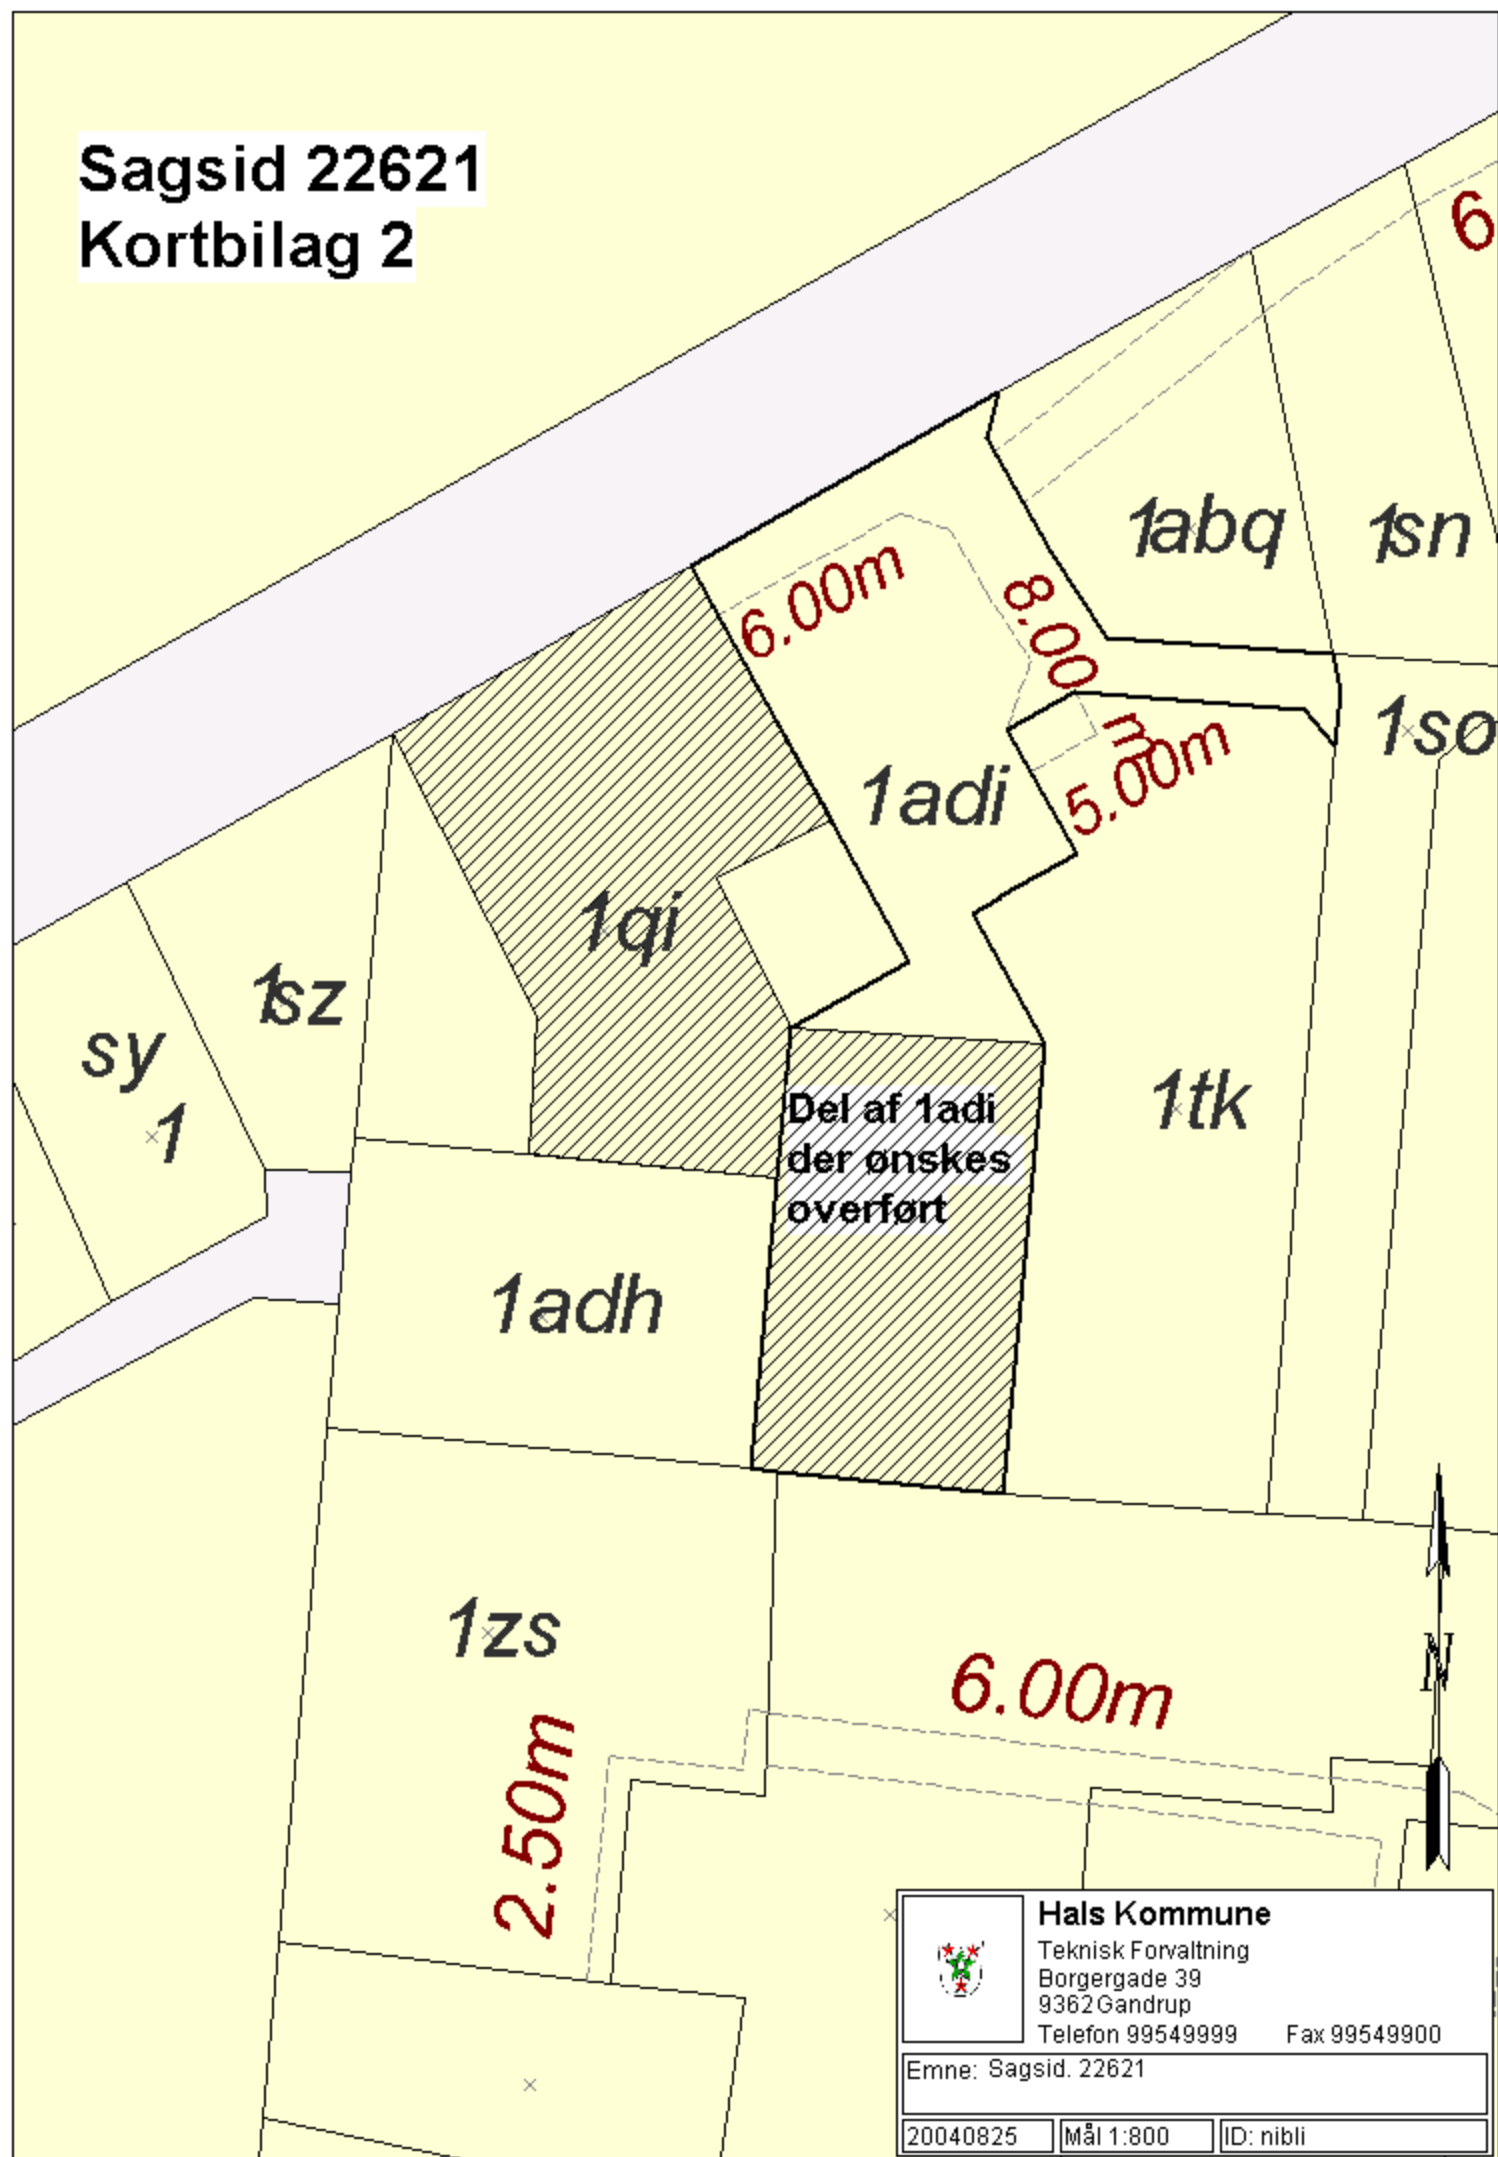 Sagsid 22621
Kortbilag 2
6
1abq
1sn
6.00m
8.00m
1so
5.00m
1adi
1qi
1sz
sy
1
1tk
Del af 1adi
der ønskes
overført
1adh
1zs
6.00m
2.50m
N
Hals Kommune
Teknisk Forvaltning
Borgergade 39
9362 Gandrup
Telefon 99549999 Fax 99549900
Emne: Sagsid. 22621
20040825 Mål 1:800 ID: nibli